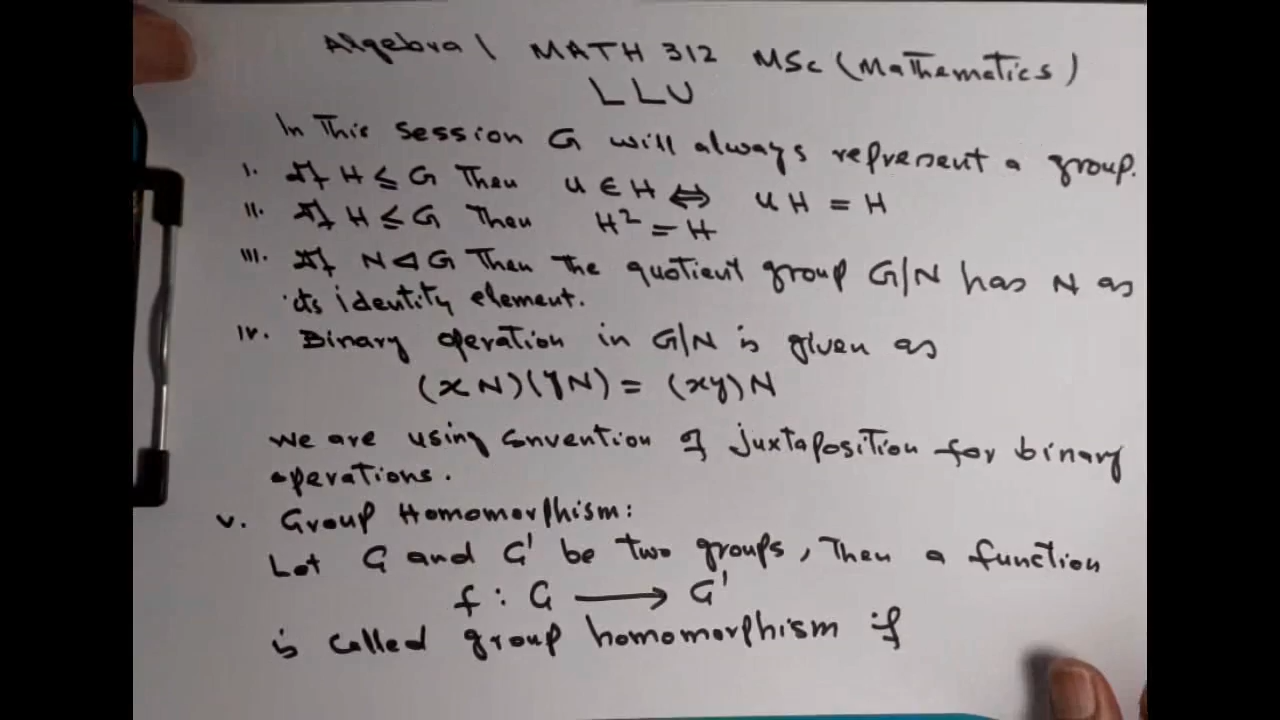 Algebra I MATH 312 MSc (Mathematics)
LLU
In This session G will always represent a group.
I. If H ≤ G Then u ∈ H ⇔ uH = H
II. If H ≤ G Then H² = H
III. If N ⊲ G Then The quotient group G/N has N as
its identity element.
IV. Binary operation in G/N is given as
(xN)(yN) = (xy)N
We are using convention of juxtaposition for binary
operations.
V. Group Homomorphism:
Let G and G' be two groups, Then a function
f : G ⟶ G'
is called group homomorphism if